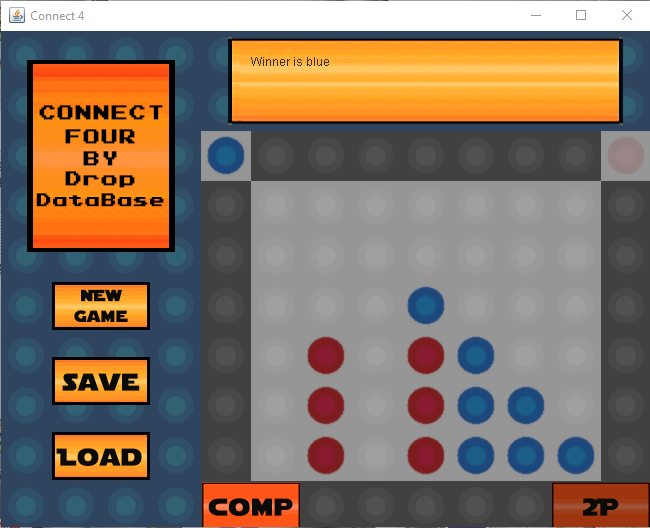 Connect 4
Winner is blue
CONNECT
FOUR
BY
Drop
DataBase
NEW
GAME
SAVE
LOAD
COMP
2P